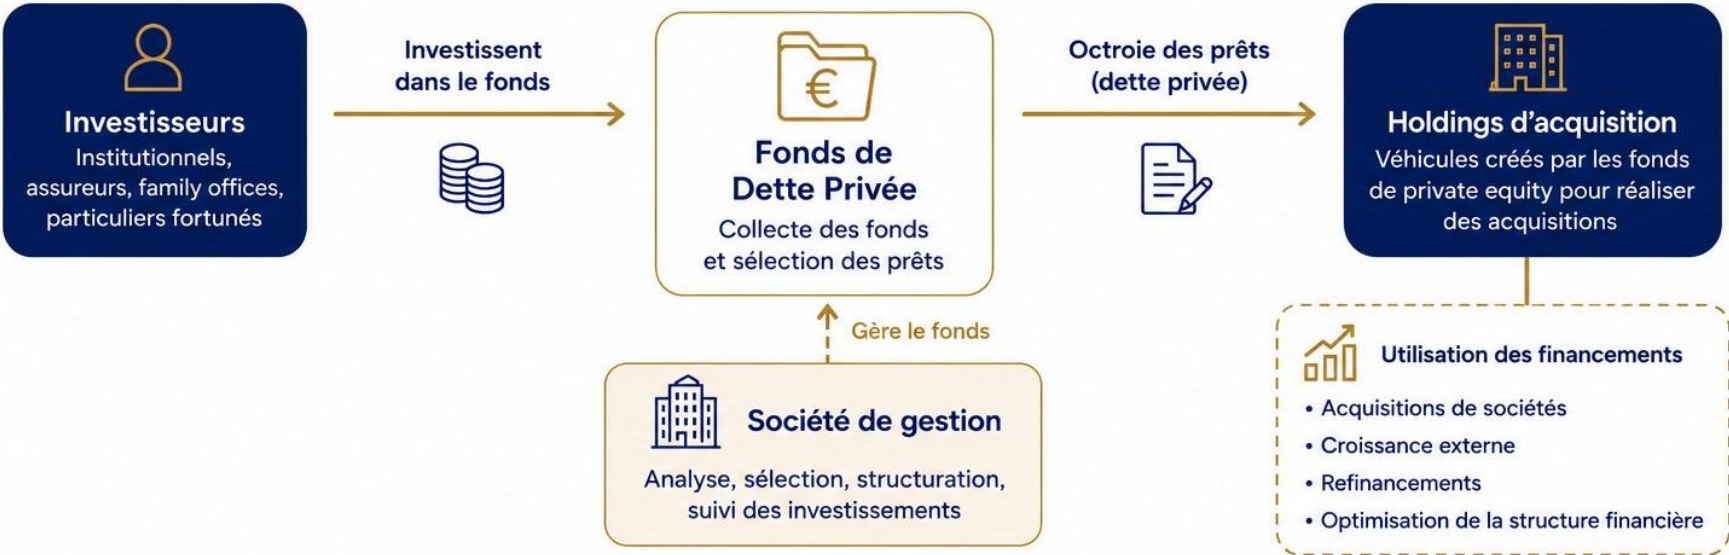 Investisseurs
Institutionnels,
assureurs, family offices,
particuliers fortunés
Investissent
dans le fonds
€
Fonds de
Dette Privée
Collecte des fonds
et sélection des prêts
Octroie des prêts
(dette privée)
Holdings d’acquisition
Véhicules créés par les fonds
de private equity pour réaliser
des acquisitions
Gère le fonds
Société de gestion
Analyse, sélection, structuration,
suivi des investissements
Utilisation des financements
• Acquisitions de sociétés
• Croissance externe
• Refinancements
• Optimisation de la structure financière